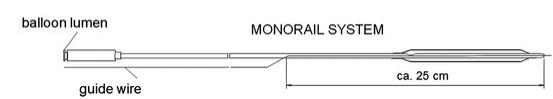 balloon lumen
MONORAIL SYSTEM
ca. 25 cm
guide wire